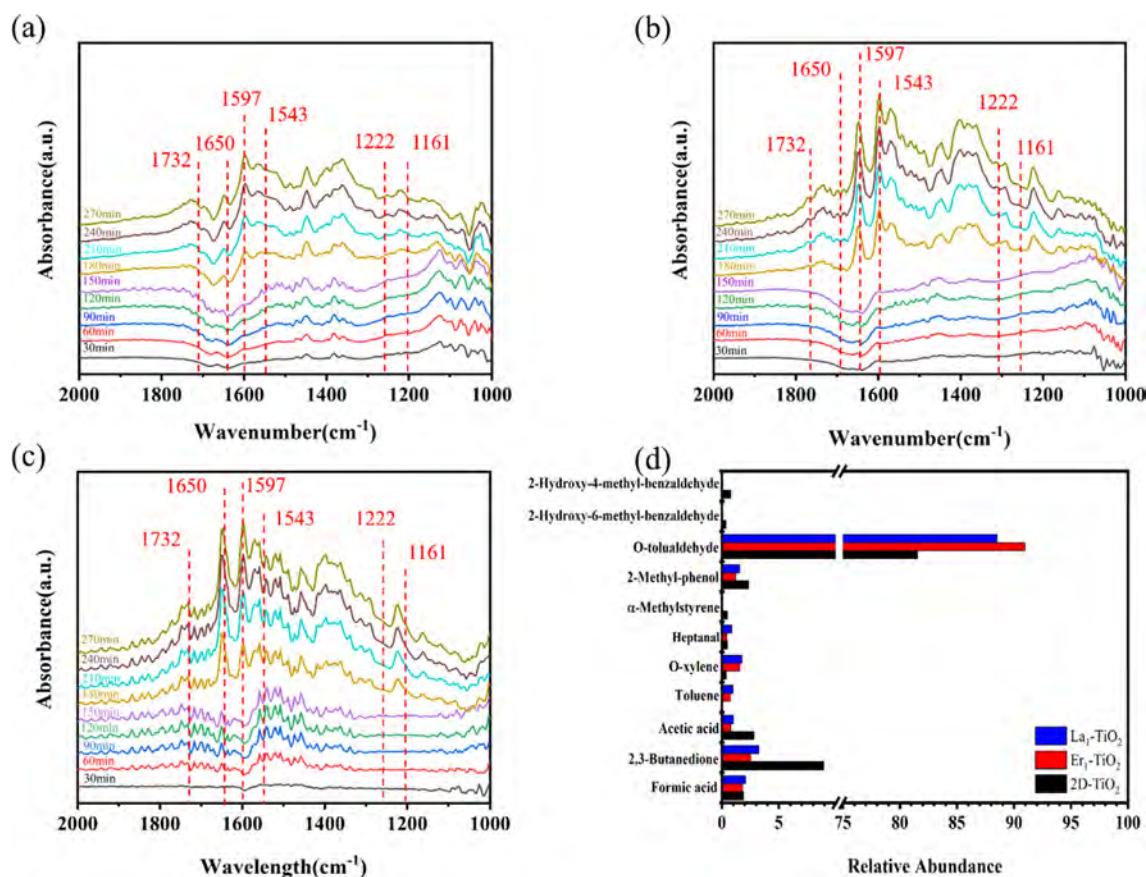 (a)
1597
1543
1650
1732
1222
1161
270min
240min
210min
180min
150min
120min
90min
60min
30min
Absorbance(a.u.)
2000 1800 1600 1400 1200 1000
Wavenumber(cm⁻¹)
(b)
1597
1650
1543
1732
1222
1161
270min
240min
210min
180min
150min
120min
90min
60min
30min
Absorbance(a.u.)
2000 1800 1600 1400 1200 1000
Wavenumber(cm⁻¹)
(c)
1650
1597
1543
1732
1222
1161
270min
240min
210min
180min
150min
120min
90min
60min
30min
Absorbance(a.u.)
2000 1800 1600 1400 1200 1000
Wavelength(cm⁻¹)
(d)
2-Hydroxy-4-methyl-benzaldehyde
2-Hydroxy-6-methyl-benzaldehyde
O-tolualdehyde
2-Methyl-phenol
α-Methylstyrene
Heptanal
O-xylene
Toluene
Acetic acid
2,3-Butanedione
Formic acid
La₁-TiO₂
Er₁-TiO₂
2D-TiO₂
0 5 75 80 85 90 95 100
Relative Abundance